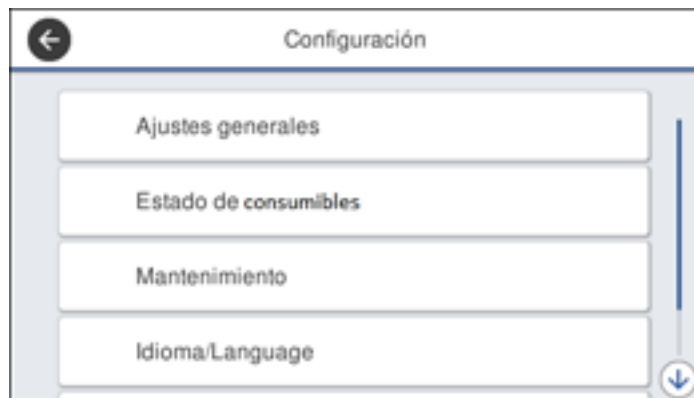 Configuración
Ajustes generales
Estado de consumibles
Mantenimiento
Idioma/Language